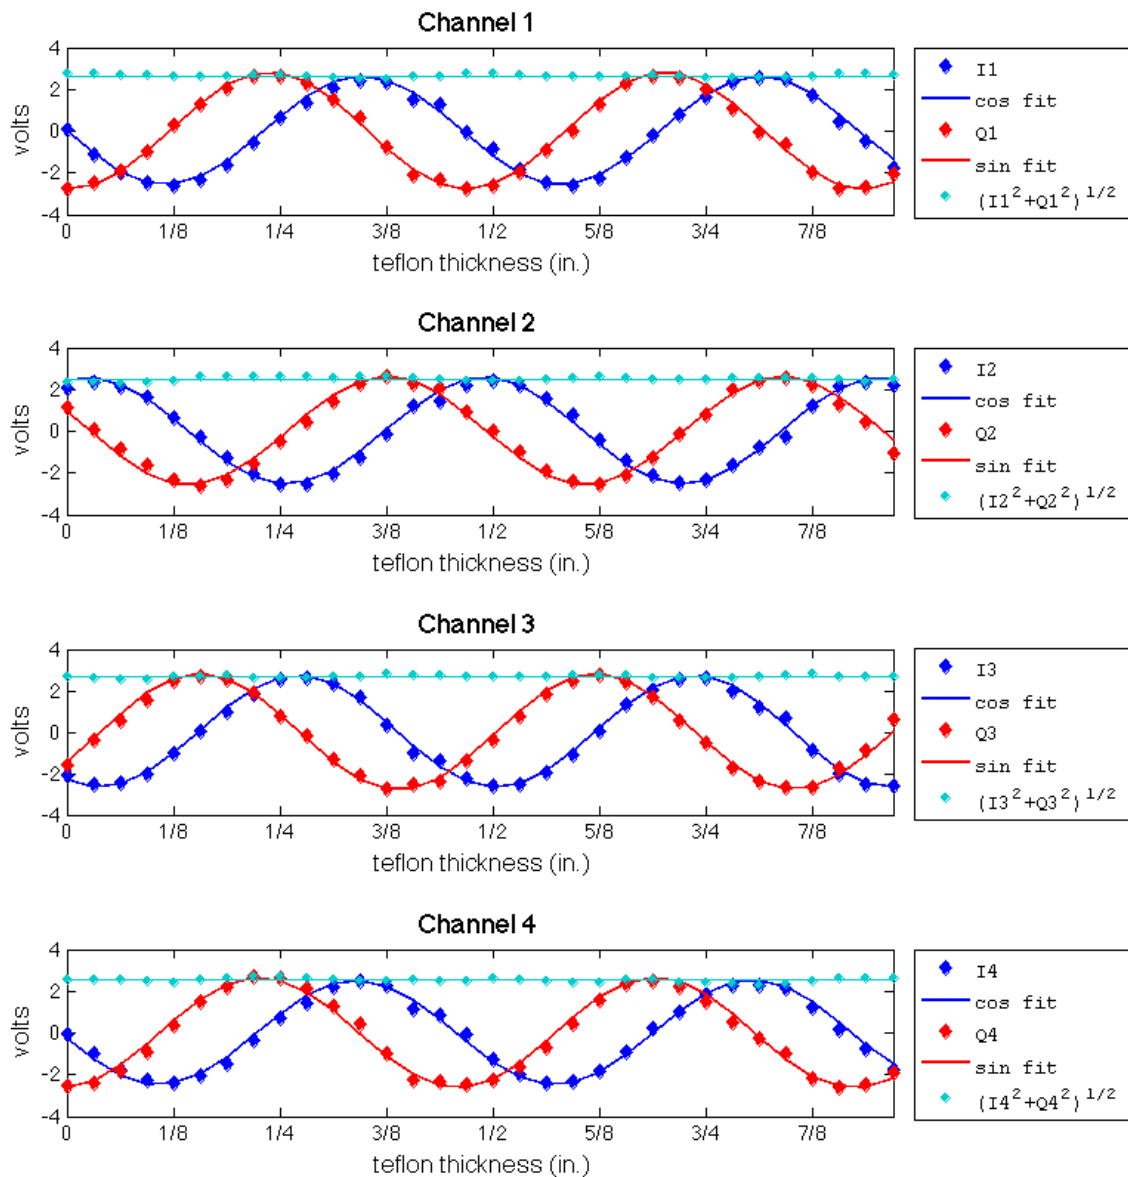 Channel 1
4
2
0
-2
-4
volts
0 1/8 1/4 3/8 1/2 5/8 3/4 7/8
teflon thickness (in.)
I1
cos fit
Q1
sin fit
(I1²+Q1²)^1/2
Channel 2
4
2
0
-2
-4
volts
0 1/8 1/4 3/8 1/2 5/8 3/4 7/8
teflon thickness (in.)
I2
cos fit
Q2
sin fit
(I2²+Q2²)^1/2
Channel 3
4
2
0
-2
-4
volts
0 1/8 1/4 3/8 1/2 5/8 3/4 7/8
teflon thickness (in.)
I3
cos fit
Q3
sin fit
(I3²+Q3²)^1/2
Channel 4
4
2
0
-2
-4
volts
0 1/8 1/4 3/8 1/2 5/8 3/4 7/8
teflon thickness (in.)
I4
cos fit
Q4
sin fit
(I4²+Q4²)^1/2